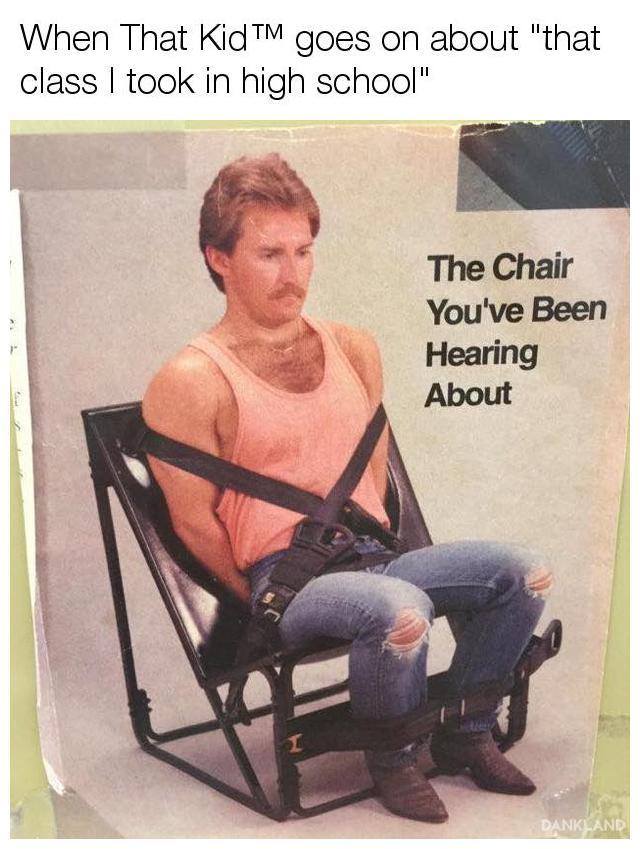 When That Kid™ goes on about "that
class I took in high school"
The Chair
You've Been
Hearing
About
DANKLAND